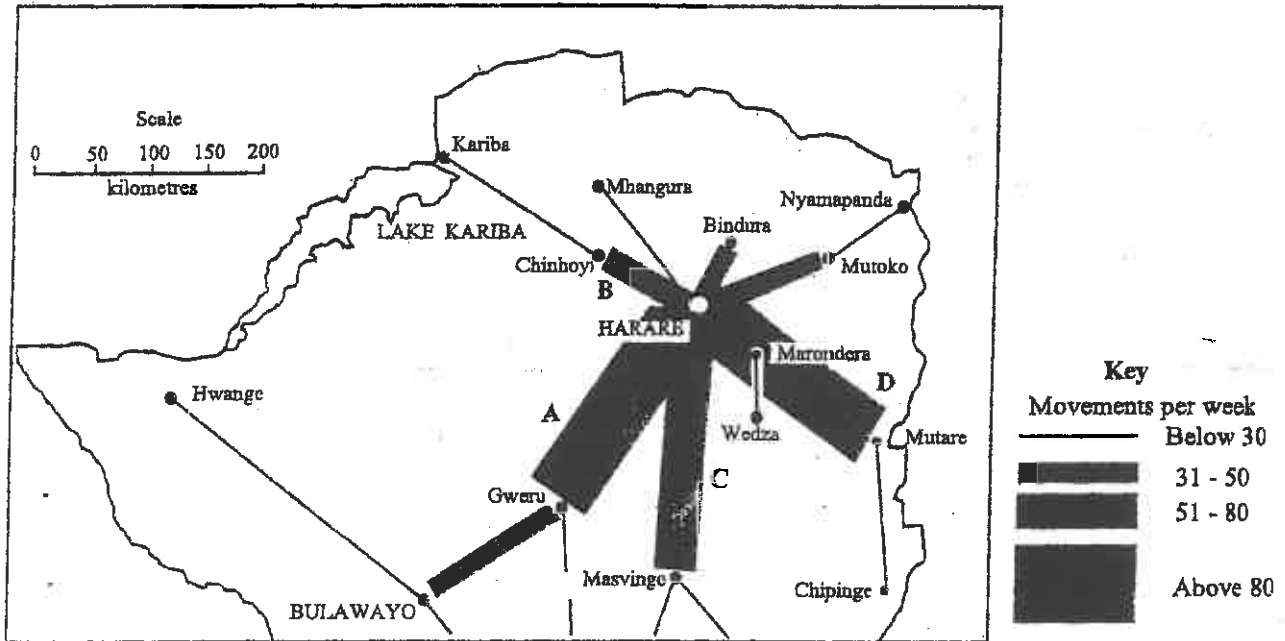 Scale
0 50 100 150 200
kilometres
Kariba
Mhangura
Nyamapanda
Bindura
LAKE KARIBA
Chinhoyi
Mutoko
B
HARARE
Marondera
Key
Movements per week
Below 30
31 - 50
51 - 80
Above 80
Hwange
A
D
Wedza
Mutare
C
Gweru
Masvingo
Chipinge
BULAWAYO